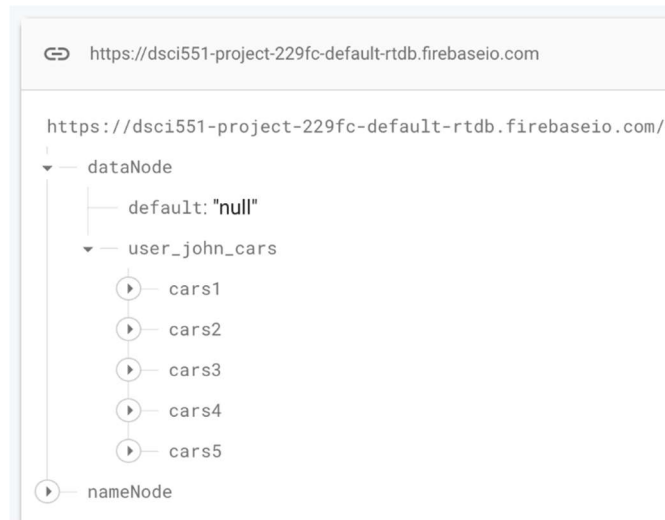 https://dsci551-project-229fc-default-rtdb.firebaseio.com
https://dsci551-project-229fc-default-rtdb.firebaseio.com/
dataNode
default: "null"
user_john_cars
cars1
cars2
cars3
cars4
cars5
nameNode